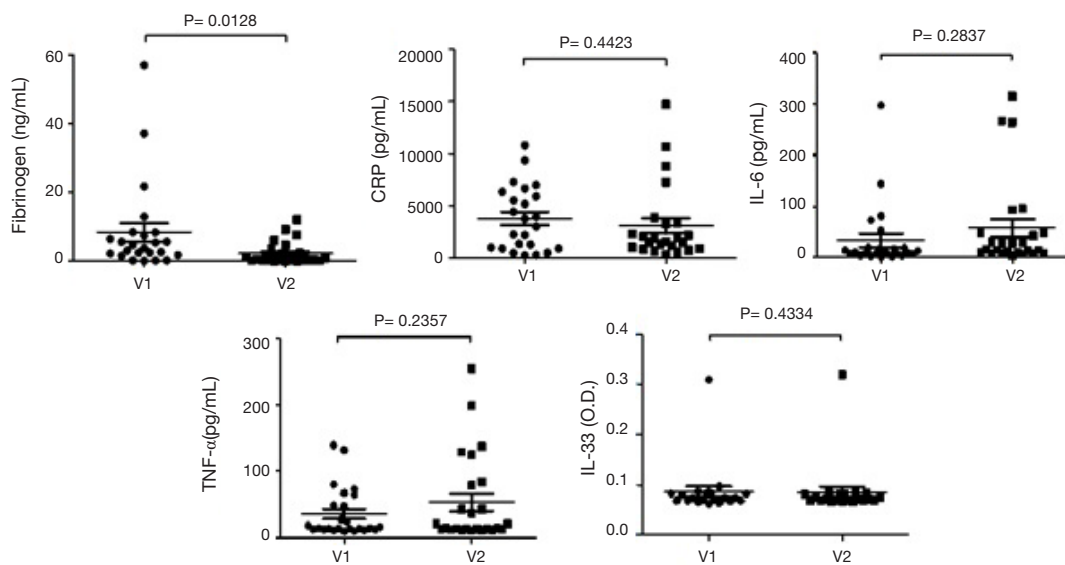 P= 0.0128
Fibrinogen (ng/mL)
60
40
20
0
V1 V2
P= 0.4423
CRP (pg/mL)
20000
15000
10000
5000
0
V1 V2
P= 0.2837
IL-6 (pg/mL)
400
300
200
100
0
V1 V2
P= 0.2357
TNF-α(pg/mL)
300
200
100
0
V1 V2
P= 0.4334
IL-33 (O.D.)
0.4
0.3
0.2
0.1
0.0
V1 V2